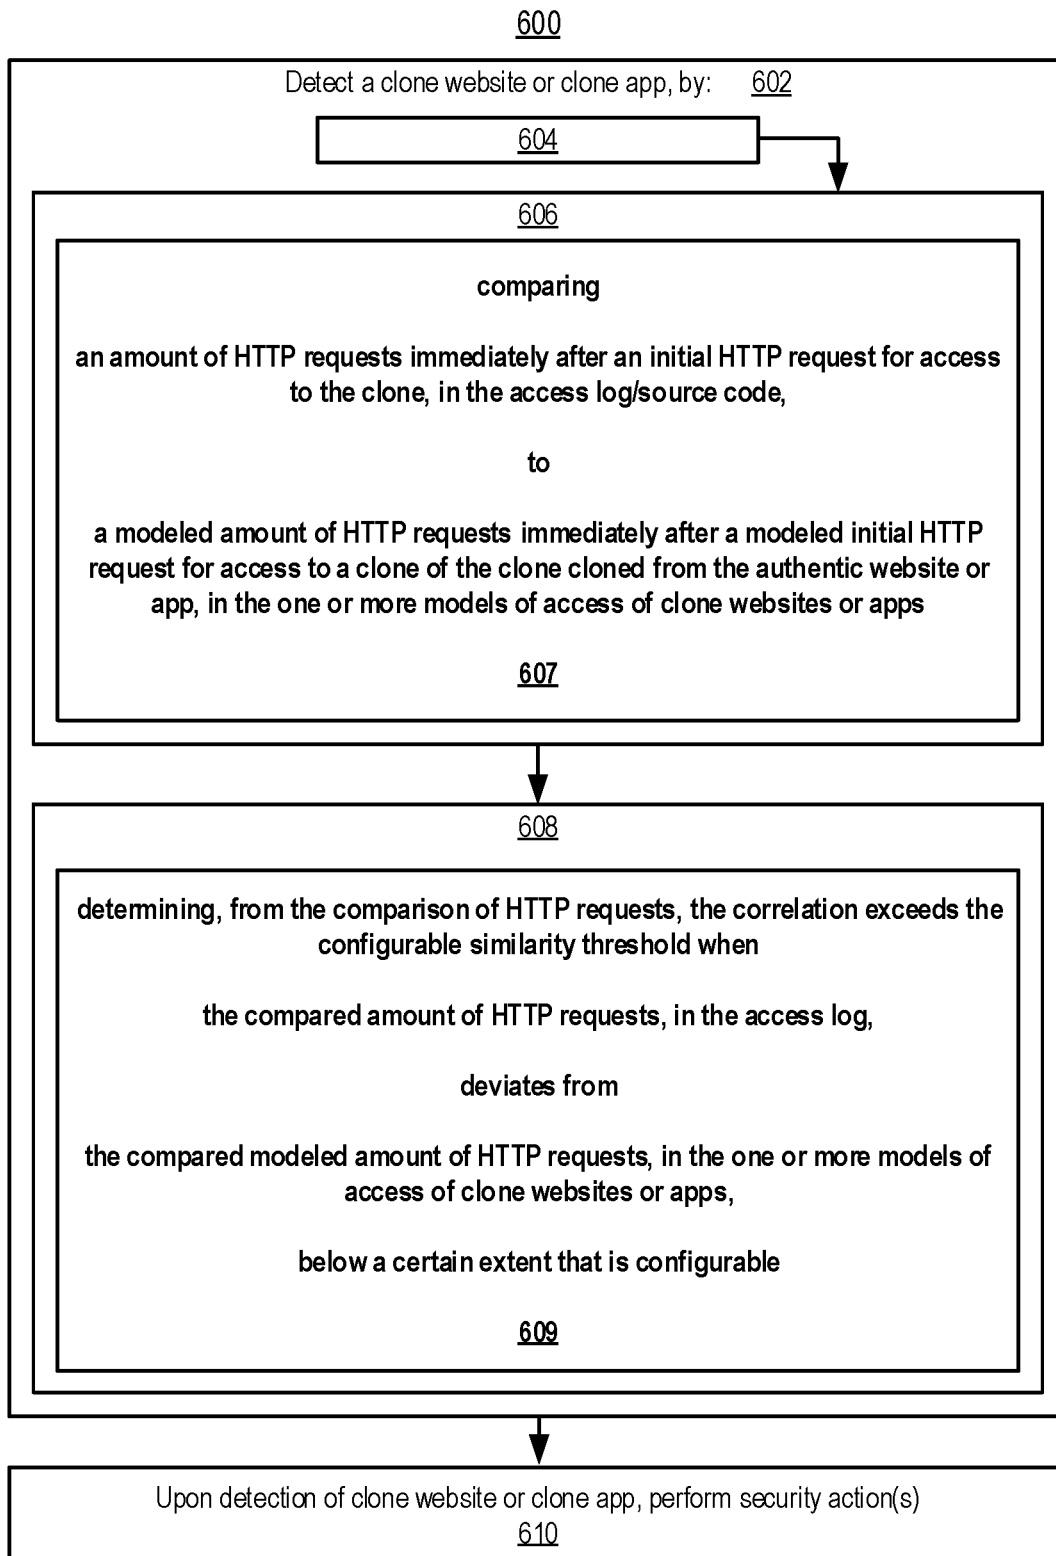 600
Detect a clone website or clone app, by: 602
604
606
comparing
an amount of HTTP requests immediately after an initial HTTP request for access
to the clone, in the access log/source code,
to
a modeled amount of HTTP requests immediately after a modeled initial HTTP
request for access to a clone of the clone cloned from the authentic website or
app, in the one or more models of access of clone websites or apps
607
608
determining, from the comparison of HTTP requests, the correlation exceeds the
configurable similarity threshold when
the compared amount of HTTP requests, in the access log,
deviates from
the compared modeled amount of HTTP requests, in the one or more models of
access of clone websites or apps,
below a certain extent that is configurable
609
Upon detection of clone website or clone app, perform security action(s)
610